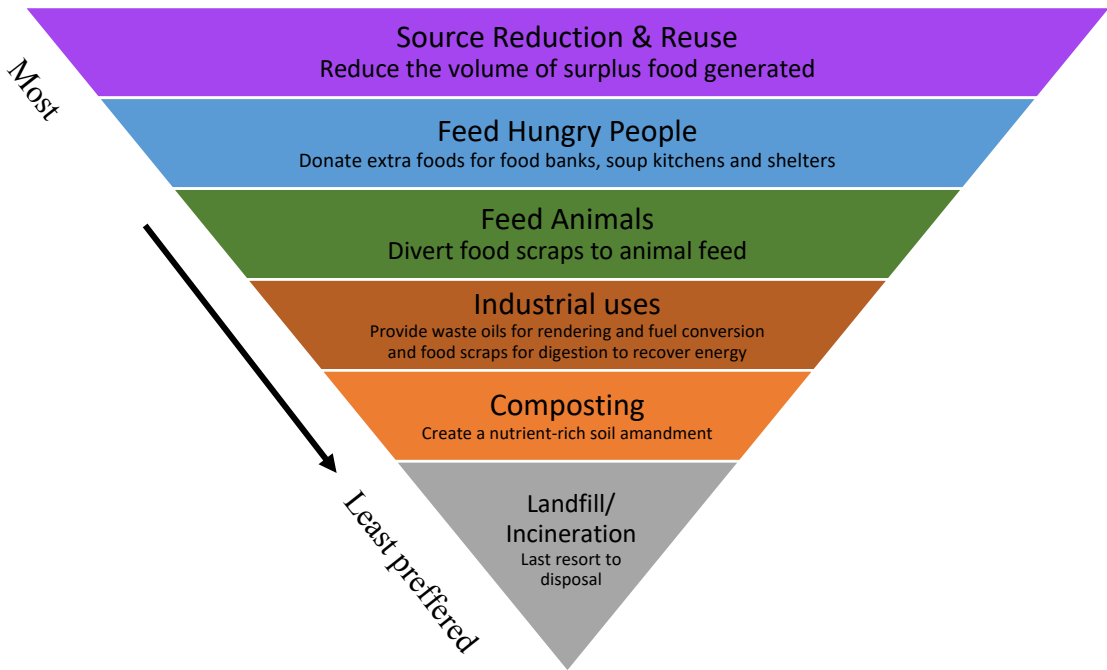 Source Reduction & Reuse
Reduce the volume of surplus food generated
Most
Feed Hungry People
Donate extra foods for food banks, soup kitchens and shelters
Feed Animals
Divert food scraps to animal feed
Industrial uses
Provide waste oils for rendering and fuel conversion
and food scraps for digestion to recover energy
Composting
Create a nutrient-rich soil amandment
Landfill/
Incineration
Last resort to
disposal
Least preffered